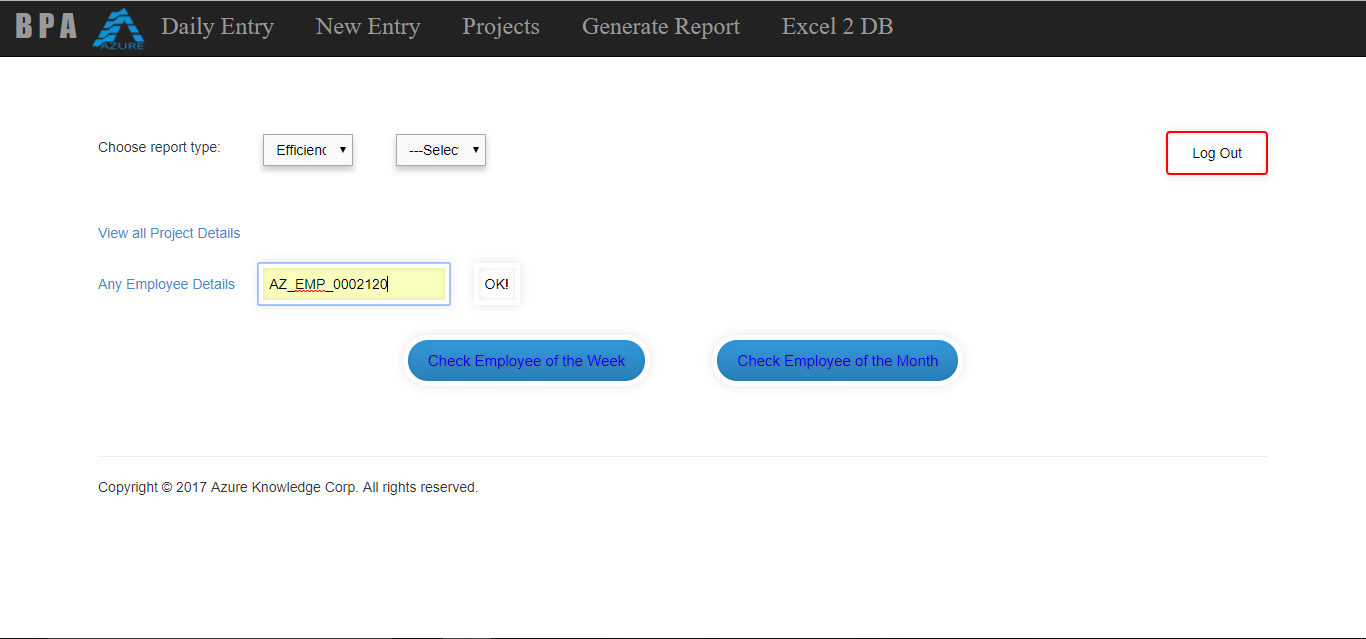 BPA AZURE Daily Entry New Entry Projects Generate Report Excel 2 DB
Choose report type: Efficienc ---Selec Log Out
View all Project Details
Any Employee Details AZ_EMP_0002120 OK!
Check Employee of the Week Check Employee of the Month
Copyright © 2017 Azure Knowledge Corp. All rights reserved.